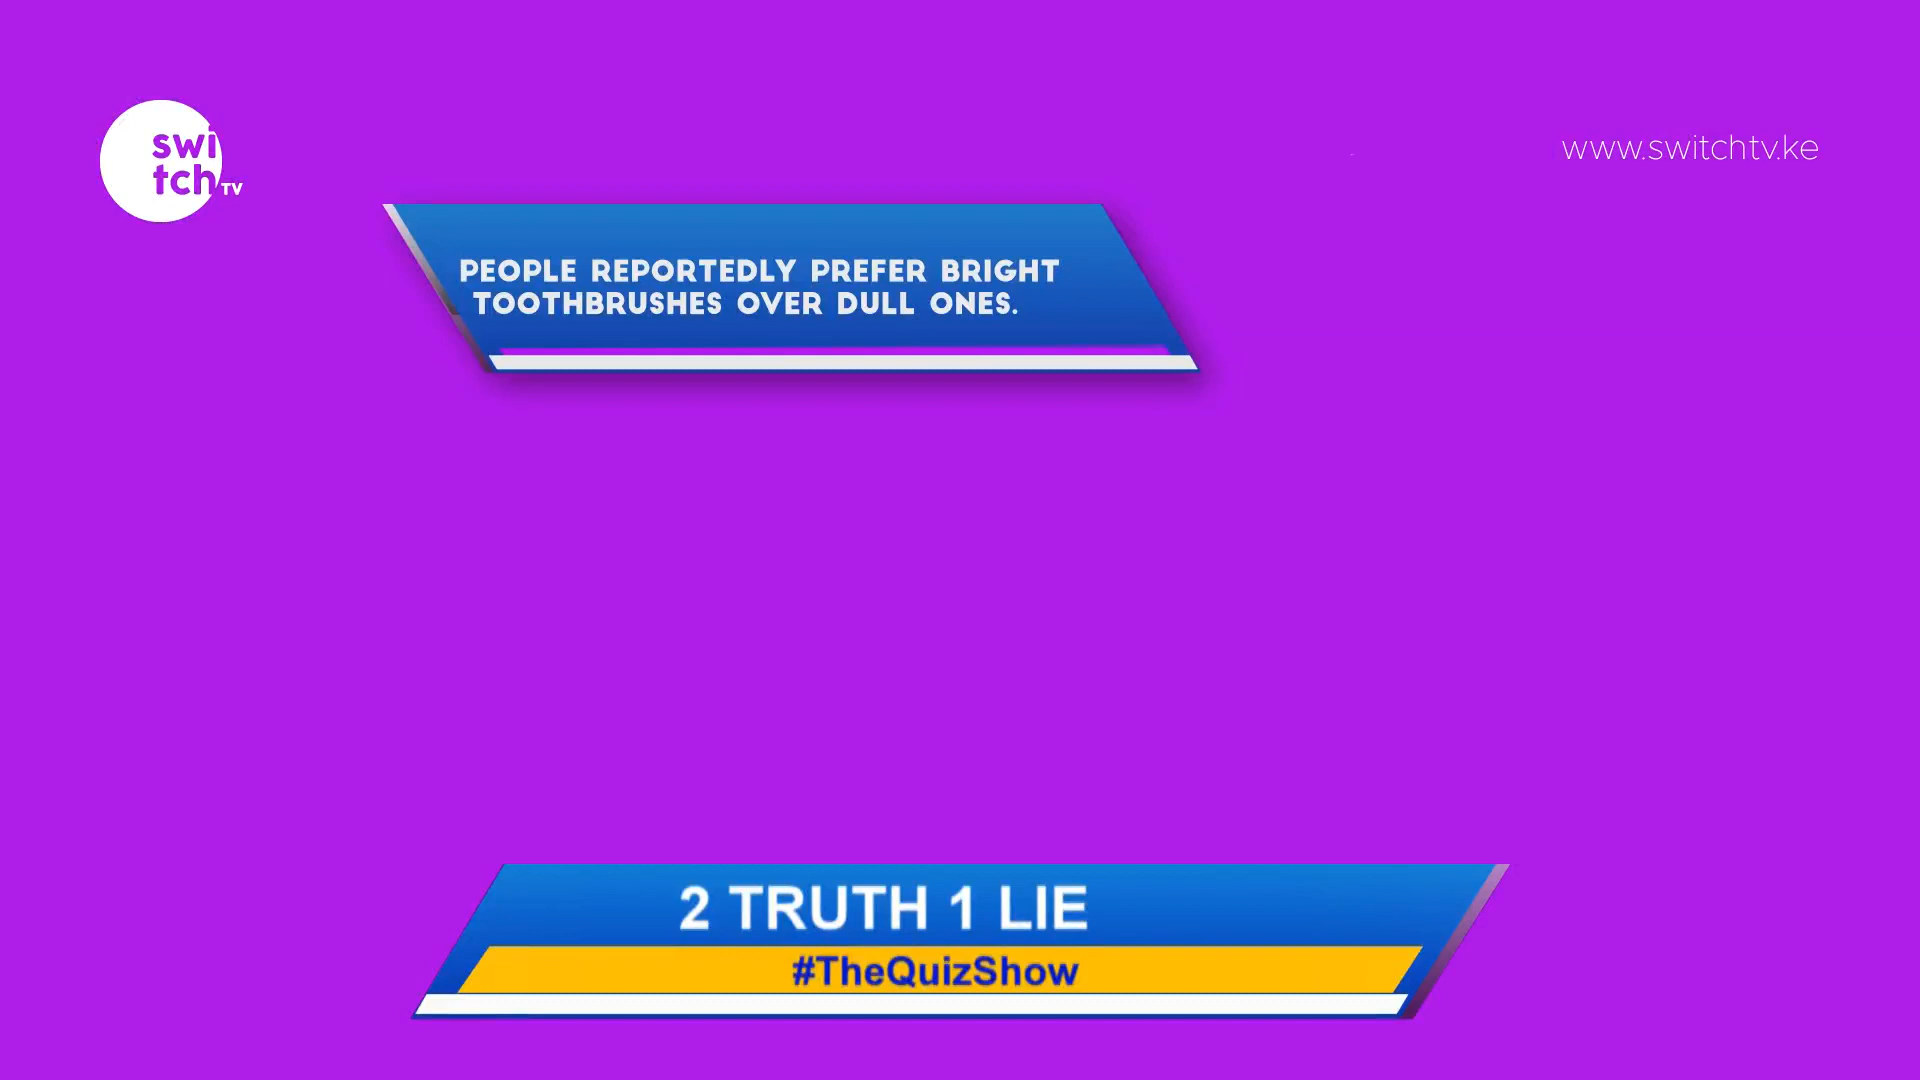 swi
tch TV
www.switchtv.ke
PEOPLE REPORTEDLY PREFER BRIGHT
TOOTHBRUSHES OVER DULL ONES.
2 TRUTH 1 LIE
#TheQuizShow